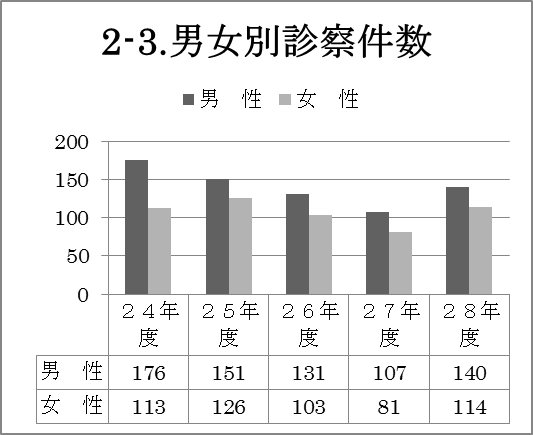 2-3.男女別診察件数
男　性　女　性
200
150
100
50
0
２４年度　２５年度　２６年度　２７年度　２８年度
男　性　176　151　131　107　140
女　性　113　126　103　81　114